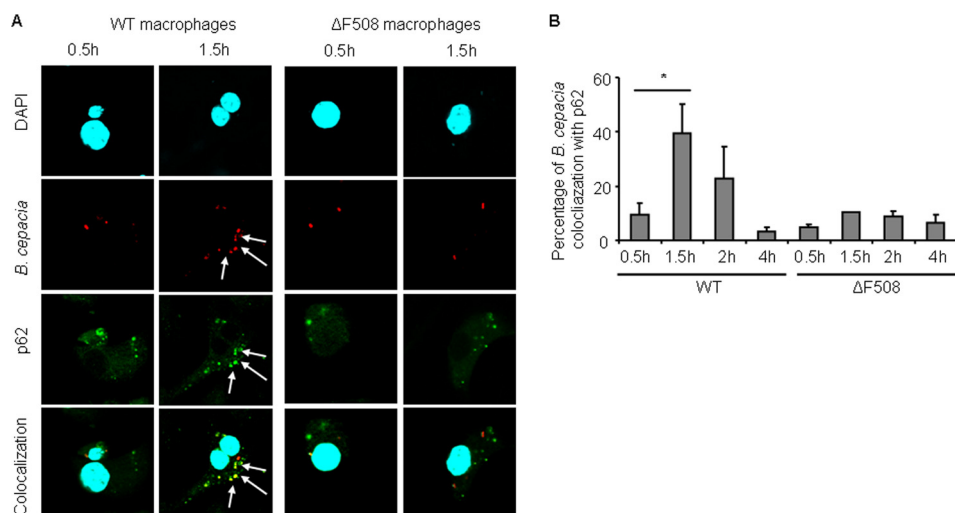 A
WT macrophages
ΔF508 macrophages
0.5h 1.5h 0.5h 1.5h
DAPI
B. cepacia
p62
Colocalization
B
Percentage of B. cepacia
colocliazation with p62
60
40
20
0
*
0.5h 1.5h 2h 4h 0.5h 1.5h 2h 4h
WT ΔF508